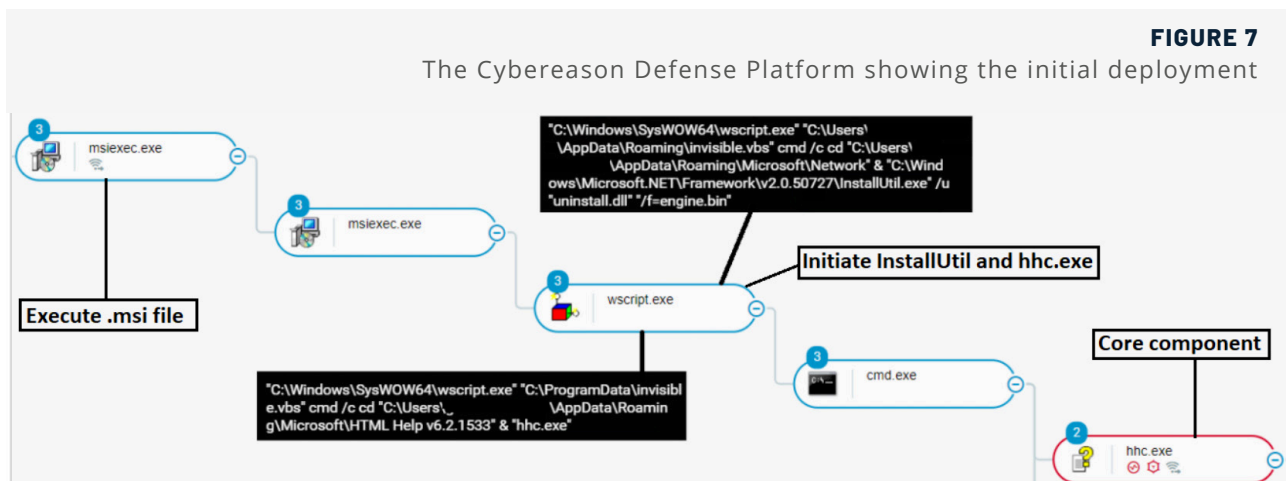 FIGURE 7
The Cybereason Defense Platform showing the initial deployment
3
msiexec.exe
"C:\Windows\SysWOW64\wscript.exe" "C:\Users\
\AppData\Roaming\invisible.vbs" cmd /c cd "C:\Users\
\AppData\Roaming\Microsoft\Network" & "C:\Wind
ows\Microsoft.NET\Framework\v2.0.50727\InstallUtil.exe" /u
"uninstall.dll" "/f=engine.bin"
3
msiexec.exe
Initiate InstallUtil and hhc.exe
3
wscript.exe
Execute .msi file
Core component
3
cmd.exe
"C:\Windows\SysWOW64\wscript.exe" "C:\ProgramData\invisibl
e.vbs" cmd /c cd "C:\Users\
\AppData\Roamin
g\Microsoft\HTML Help v6.2.1533" & "hhc.exe"
2
hhc.exe